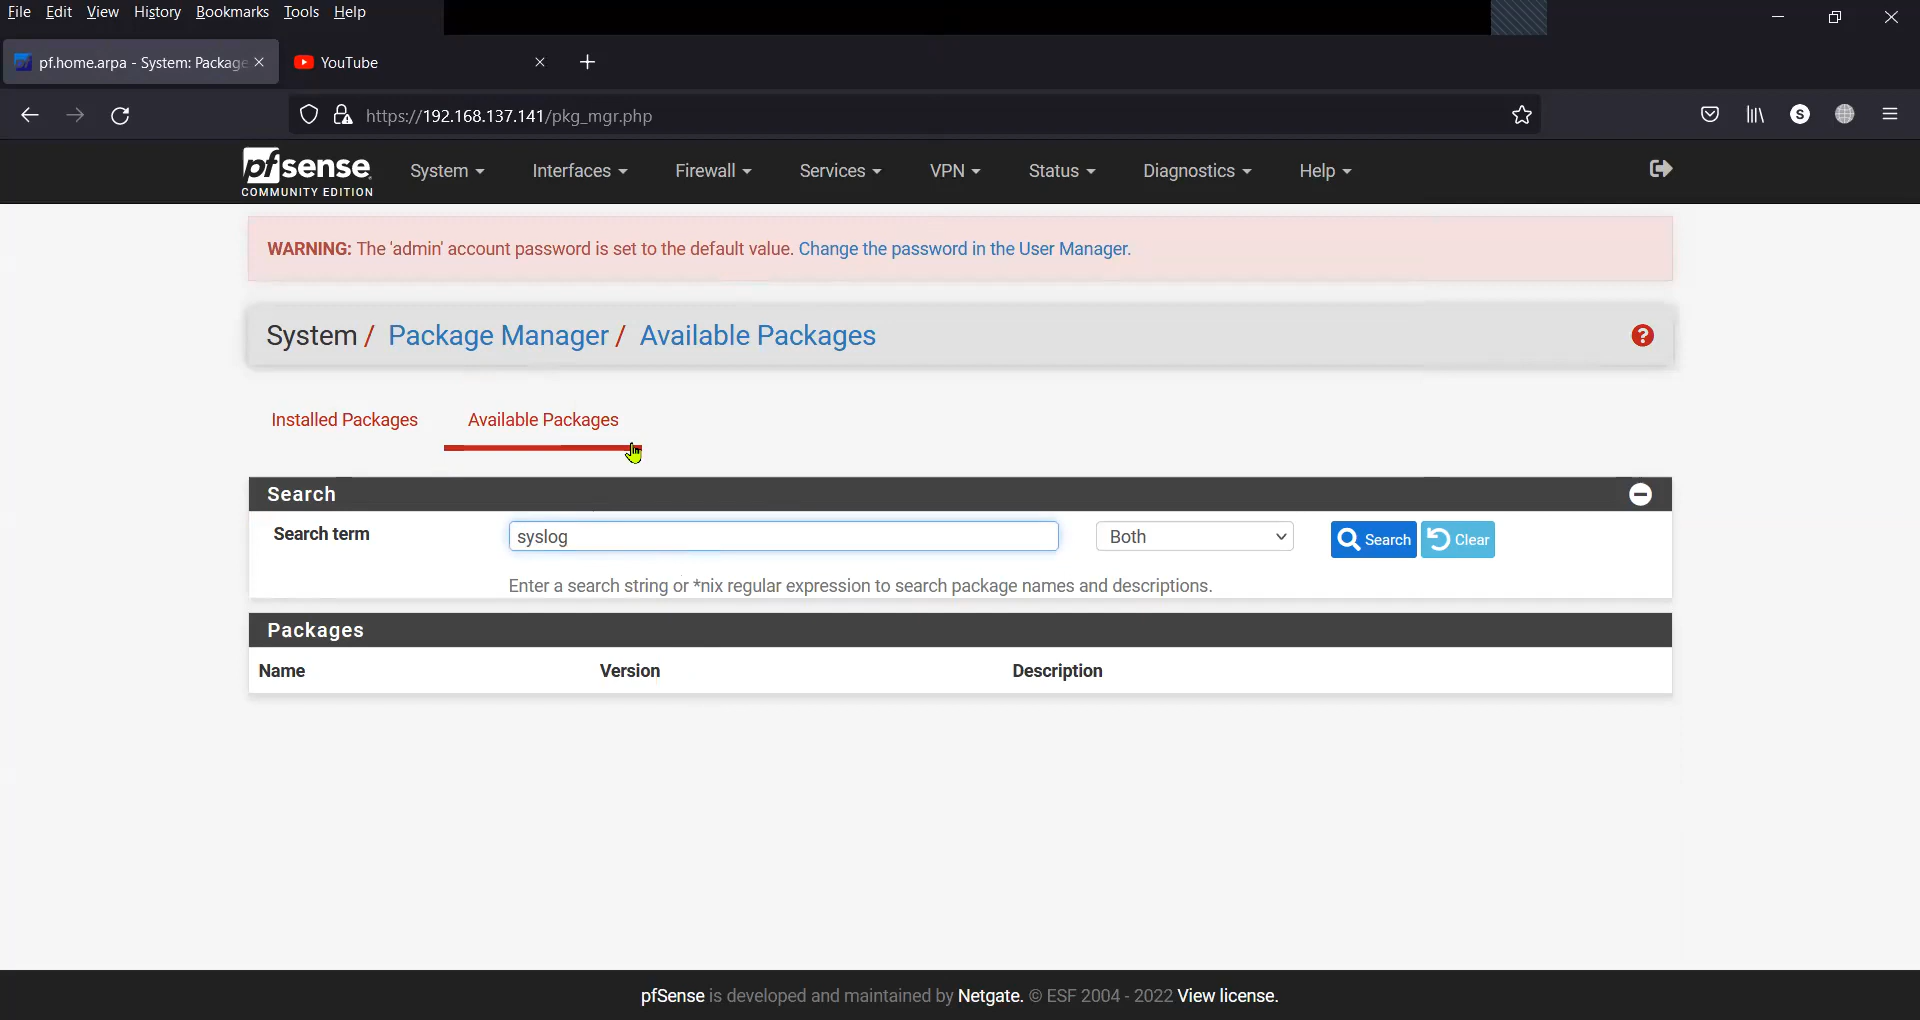 File Edit View History Bookmarks Tools Help
pf.home.arpa - System: Package
YouTube
https://192.168.137.141/pkg_mgr.php
S
pfsense
COMMUNITY EDITION
System Interfaces Firewall Services VPN Status Diagnostics Help
WARNING: The 'admin' account password is set to the default value. Change the password in the User Manager.
System / Package Manager / Available Packages
?
Installed Packages Available Packages
Search
Search term syslog Both Search Clear
Enter a search string or *nix regular expression to search package names and descriptions.
Packages
Name Version Description
pfSense is developed and maintained by Netgate. © ESF 2004 - 2022 View license.